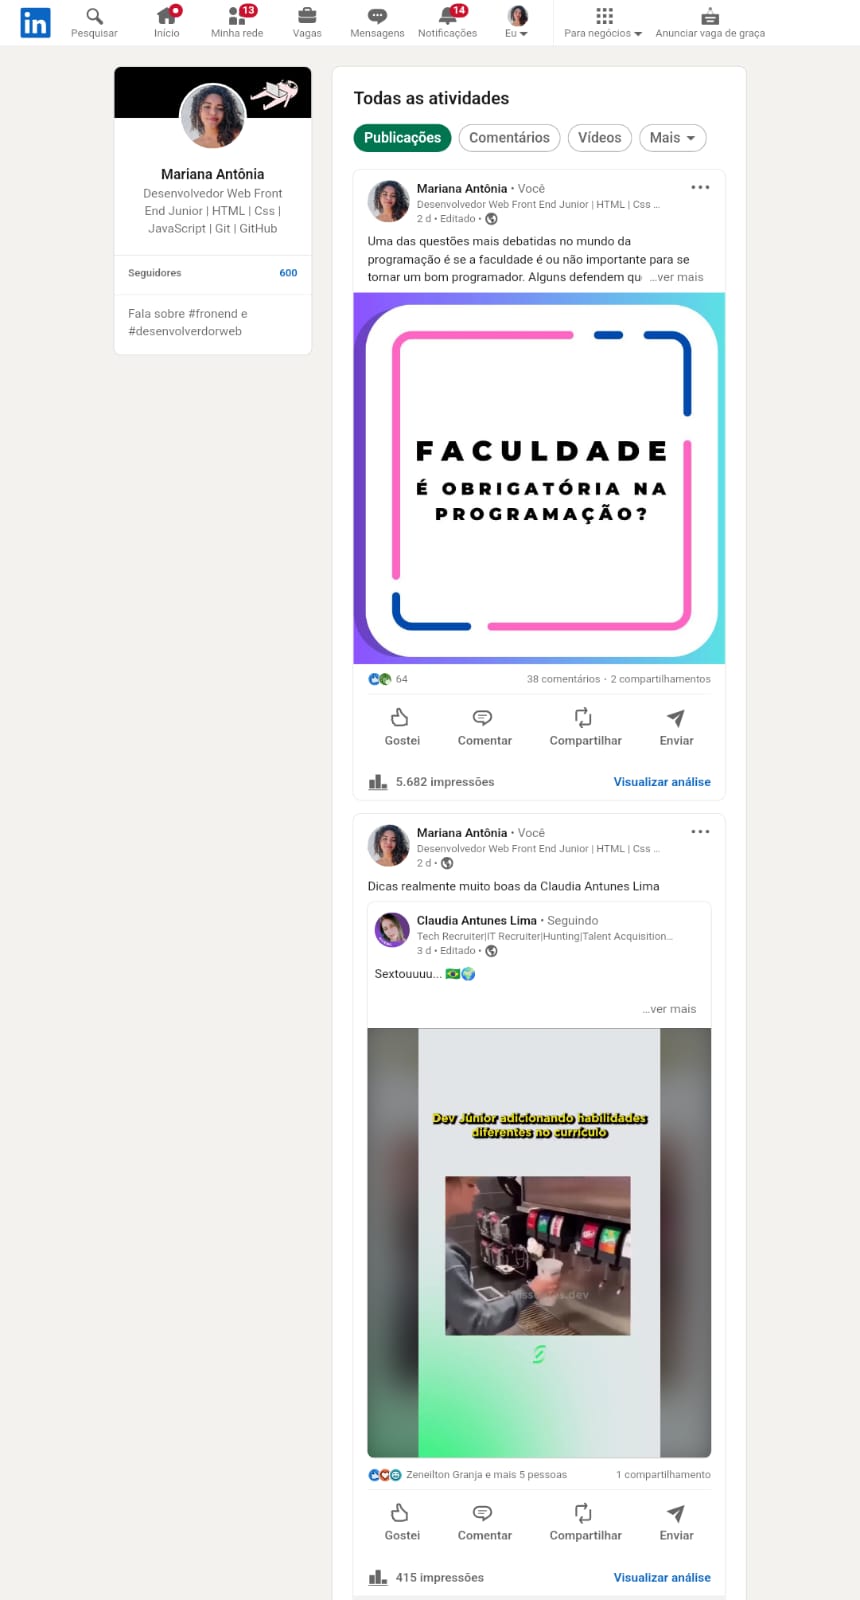 in
Pesquisar
Início
13
Minha rede
Vagas
Mensagens
14
Notificações
Eu
Para negócios
Anunciar vaga de graça
Mariana Antônia
Desenvolvedor Web Front
End Junior | HTML | Css |
JavaScript | Git | GitHub
Seguidores 600
Fala sobre #fronend e
#desenvolverdorweb
Todas as atividades
Publicações Comentários Vídeos Mais
Mariana Antônia • Você
Desenvolvedor Web Front End Junior | HTML | Css ...
2 d • Editado •
Uma das questões mais debatidas no mundo da
programação é se a faculdade é ou não importante para se
tornar um bom programador. Alguns defendem qu ...ver mais
FACULDADE
É OBRIGATÓRIA NA
PROGRAMAÇÃO?
64 38 comentários · 2 compartilhamentos
Gostei Comentar Compartilhar Enviar
5.682 impressões Visualizar análise
Mariana Antônia • Você
Desenvolvedor Web Front End Junior | HTML | Css ...
2 d •
Dicas realmente muito boas da Claudia Antunes Lima
Claudia Antunes Lima • Seguindo
Tech Recruiter|IT Recruiter|Hunting|Talent Acquisition...
3 d • Editado •
Sextouuuu...
...ver mais
Dev Júnior adicionando habilidades
diferentes no currículo
Zeneilton Granja e mais 5 pessoas 1 compartilhamento
Gostei Comentar Compartilhar Enviar
415 impressões Visualizar análise